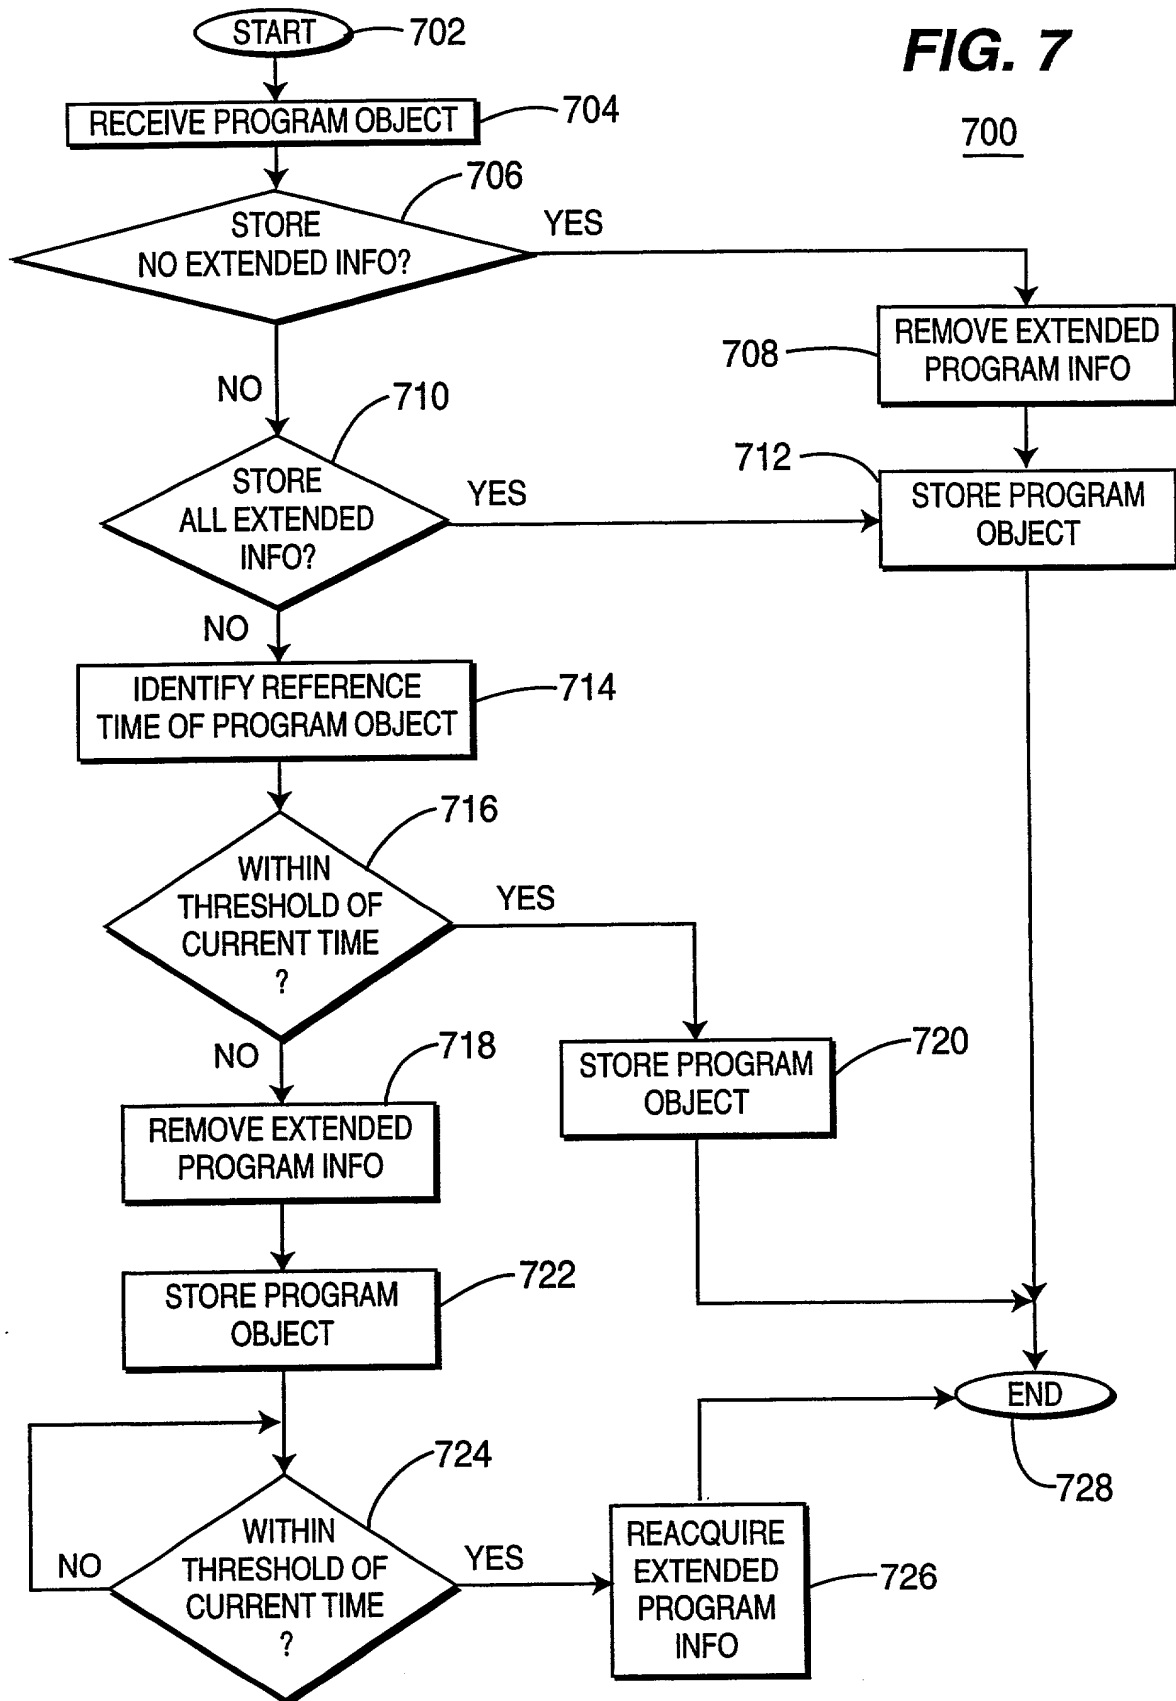 START
702
FIG. 7
700
RECEIVE PROGRAM OBJECT
704
706
STORE
NO EXTENDED INFO?
YES
NO
708
REMOVE EXTENDED
PROGRAM INFO
710
STORE
ALL EXTENDED
INFO?
YES
712
STORE PROGRAM
OBJECT
NO
IDENTIFY REFERENCE
TIME OF PROGRAM OBJECT
714
716
WITHIN
THRESHOLD OF
CURRENT TIME
?
YES
NO
718
REMOVE EXTENDED
PROGRAM INFO
STORE PROGRAM
OBJECT
720
STORE PROGRAM
OBJECT
722
END
728
724
WITHIN
THRESHOLD OF
CURRENT TIME
?
NO
YES
REACQUIRE
EXTENDED
PROGRAM
INFO
726